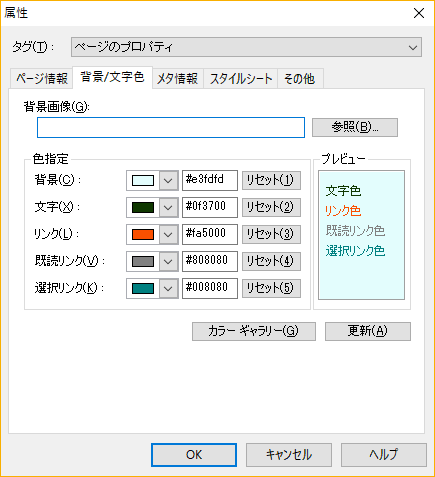 属性
タグ(T)： ページのプロパティ
ページ情報 背景/文字色 メタ情報 スタイルシート その他
背景画像(G):
参照(B)...
色指定
背景(C)： #e3fdfd リセット(1)
文字(X)： #0f3700 リセット(2)
リンク(L)： #fa5000 リセット(3)
既読リンク(V)： #808080 リセット(4)
選択リンク(K)： #008080 リセット(5)
プレビュー
文字色
リンク色
既読リンク色
選択リンク色
カラー ギャラリー(G) 更新(A)
OK キャンセル ヘルプ